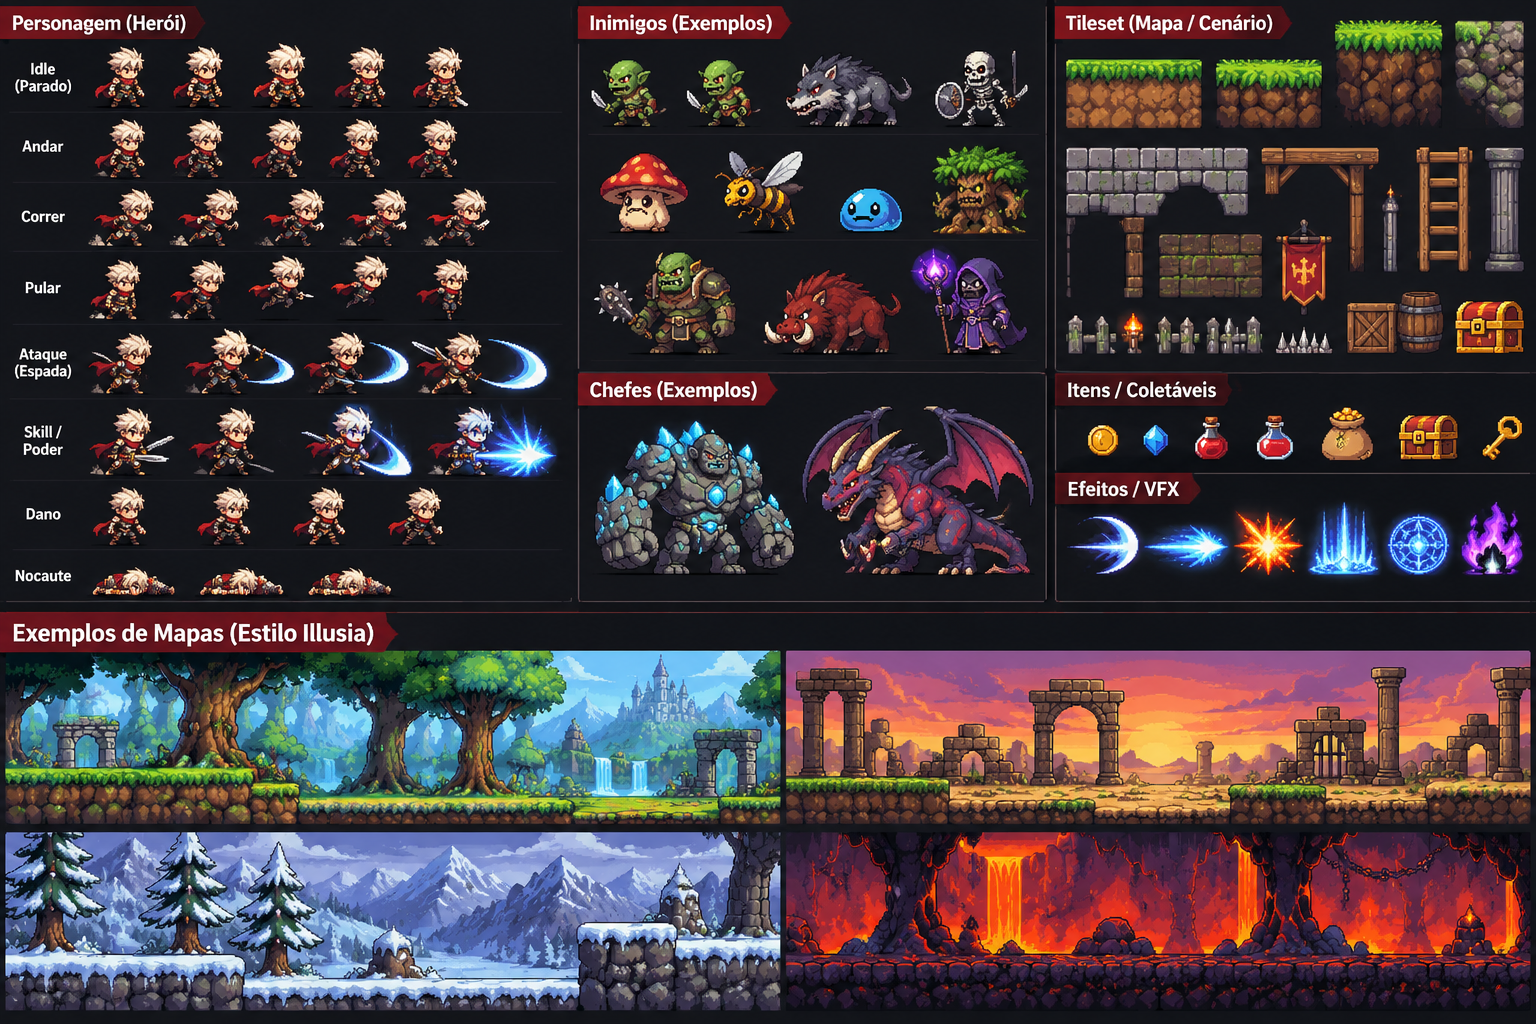 Personagem (Herói)
Idle
(Parado)
Andar
Correr
Pular
Ataque
(Espada)
Skill /
Poder
Dano
Nocaute
Inimigos (Exemplos)
Chefes (Exemplos)
Tileset (Mapa / Cenário)
Itens / Coletáveis
Efeitos / VFX
Exemplos de Mapas (Estilo Illusia)